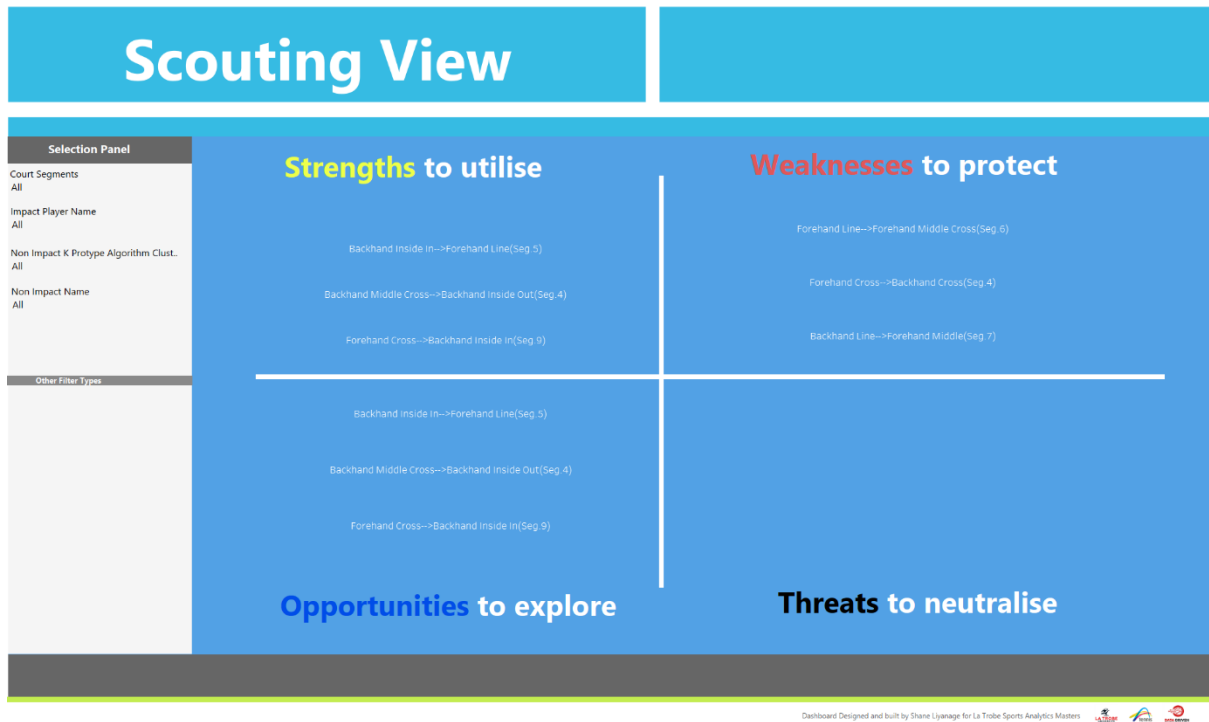 Scouting View
Selection Panel
Court Segments
All
Impact Player Name
All
Non Impact K Protype Algorithm Clust..
All
Non Impact Name
All
Other Filter Types
Strengths to utilise
Backhand Inside In-->Forehand Line(Seg.5)
Backhand Middle Cross-->Backhand Inside Out(Seg.4)
Forehand Cross-->Backhand Inside In(Seg.9)
Weaknesses to protect
Forehand Line-->Forehand Middle Cross(Seg.6)
Forehand Cross-->Backhand Cross(Seg.4)
Backhand Line-->Forehand Middle(Seg.7)
Backhand Inside In-->Forehand Line(Seg.5)
Backhand Middle Cross-->Backhand Inside Out(Seg.4)
Forehand Cross-->Backhand Inside In(Seg.9)
Opportunities to explore
Threats to neutralise
Dashboard Designed and built by Shane Liyanage for La Trobe Sports Analytics Masters
LA TROBE
DATA DRIVEN